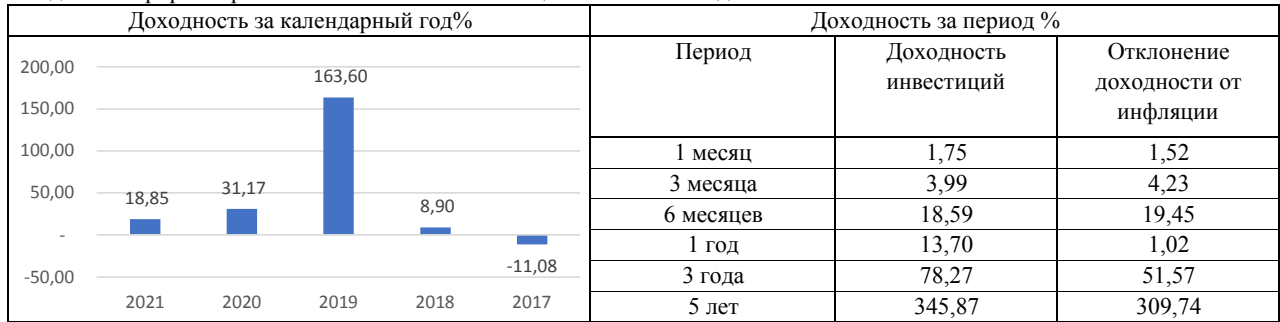 Доходность за календарный год%
200,00
150,00
100,00
50,00
-
-50,00
18,85
31,17
163,60
8,90
-11,08
2021 2020 2019 2018 2017
Доходность за период %
Период Доходность инвестиций Отклонение доходности от инфляции
1 месяц 1,75 1,52
3 месяца 3,99 4,23
6 месяцев 18,59 19,45
1 год 13,70 1,02
3 года 78,27 51,57
5 лет 345,87 309,74